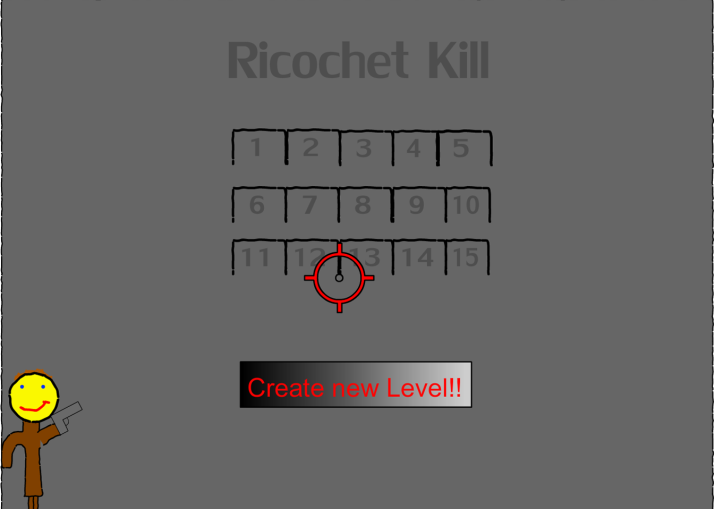 Ricochet Kill
1 2 3 4 5
6 7 8 9 10
11 12 13 14 15
Create new Level!!